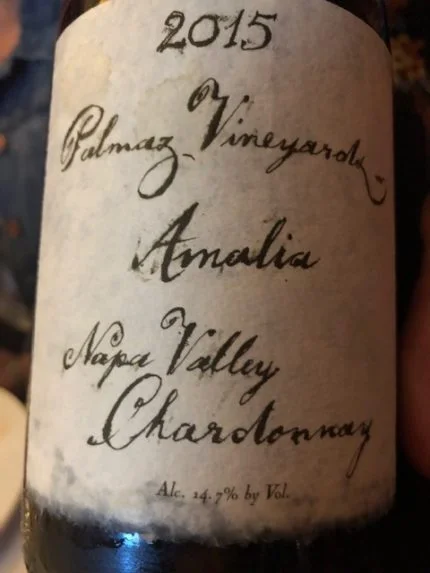 2015
Palmaz Vineyards
Amalia
Napa Valley
Chardonnay
Alc. 14.7% by Vol.